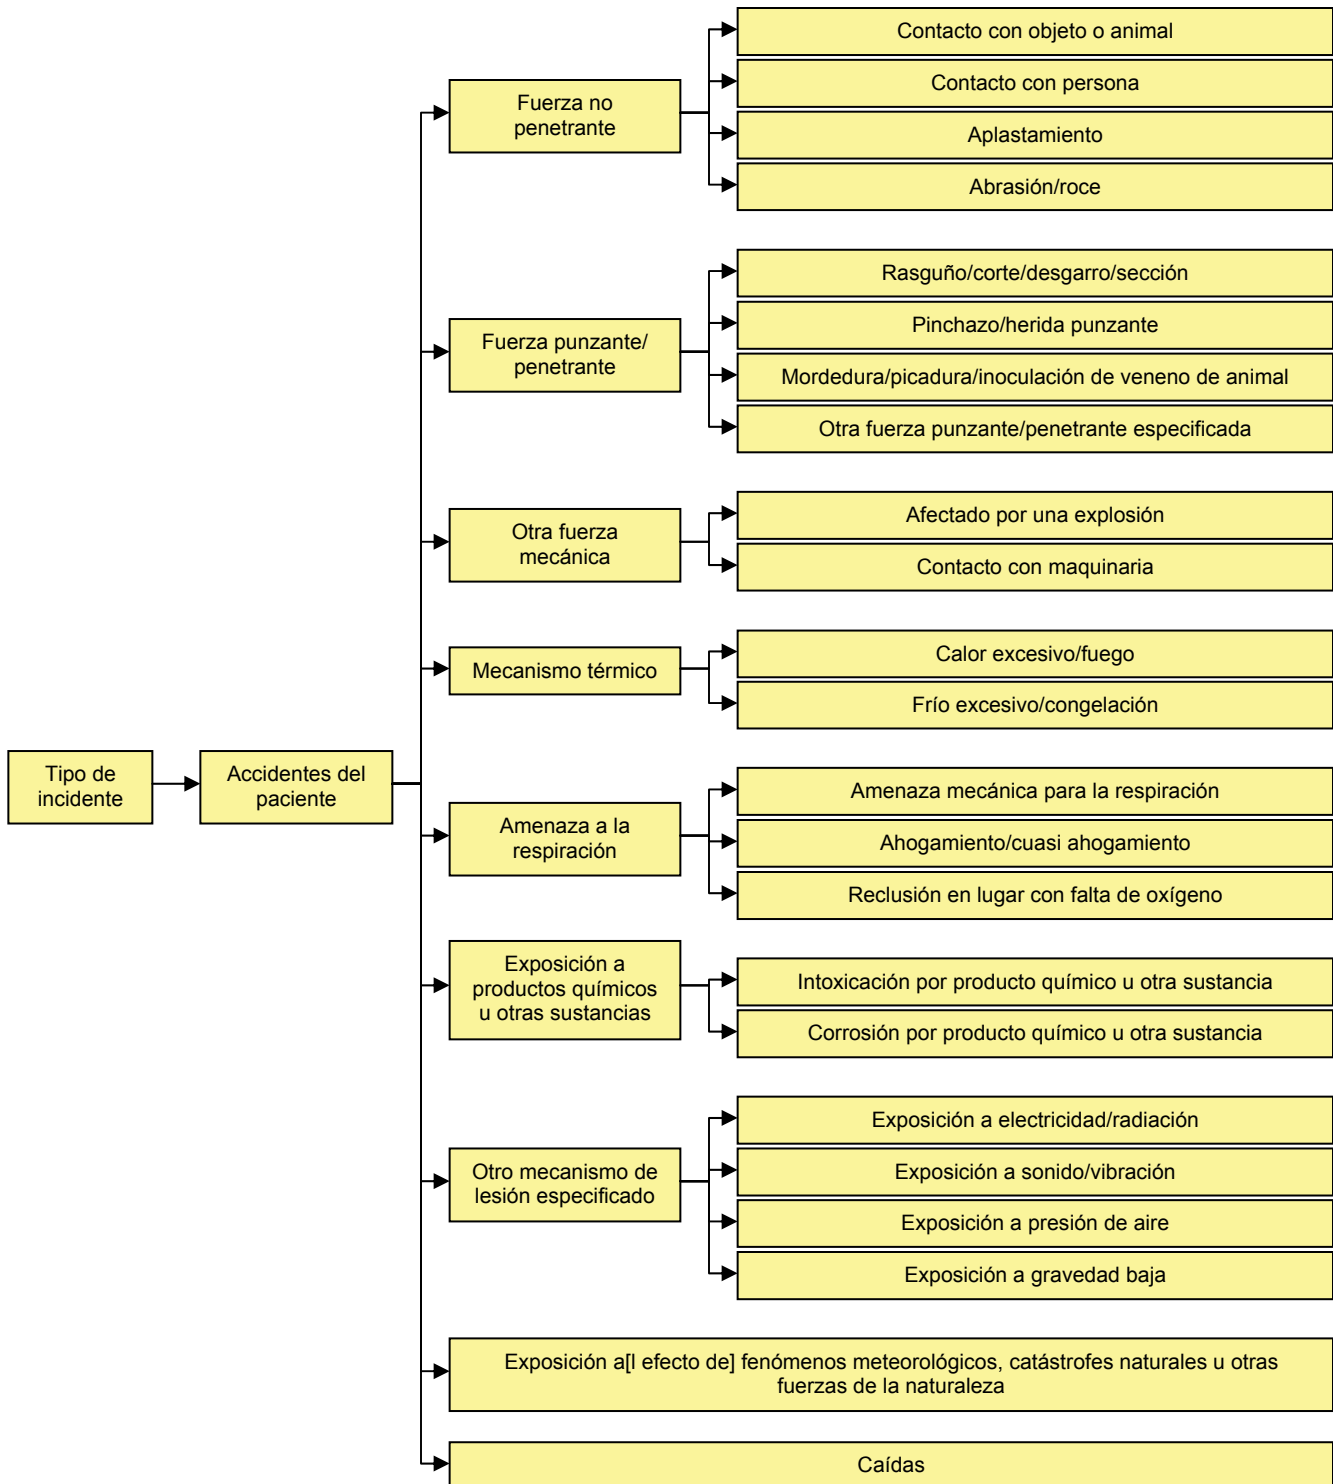 Tipo de
incidente
Accidentes del
paciente
Fuerza no
penetrante
Contacto con objeto o animal
Contacto con persona
Aplastamiento
Abrasión/roce
Fuerza punzante/
penetrante
Rasguño/corte/desgarro/sección
Pinchazo/herida punzante
Mordedura/picadura/inoculación de veneno de animal
Otra fuerza punzante/penetrante especificada
Otra fuerza
mecánica
Afectado por una explosión
Contacto con maquinaria
Mecanismo térmico
Calor excesivo/fuego
Frío excesivo/congelación
Amenaza a la
respiración
Amenaza mecánica para la respiración
Ahogamiento/cuasi ahogamiento
Reclusión en lugar con falta de oxígeno
Exposición a
productos químicos
u otras sustancias
Intoxicación por producto químico u otra sustancia
Corrosión por producto químico u otra sustancia
Otro mecanismo de
lesión especificado
Exposición a electricidad/radiación
Exposición a sonido/vibración
Exposición a presión de aire
Exposición a gravedad baja
Exposición a[l efecto de] fenómenos meteorológicos, catástrofes naturales u otras
fuerzas de la naturaleza
Caídas